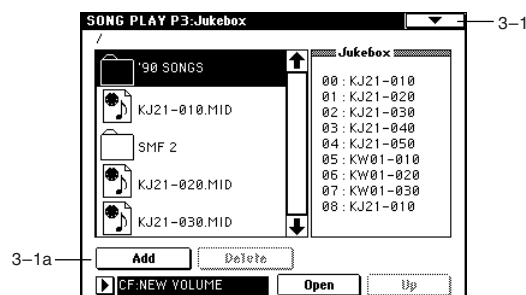 SONG PLAY P3:Jukebox
3-1
/
'90 SONGS
KJ21-010.MID
SMF 2
KJ21-020.MID
KJ21-030.MID
Jukebox
00 : KJ21-010
01 : KJ21-020
02 : KJ21-030
03 : KJ21-040
04 : KJ21-050
05 : KW01-010
06 : KW01-020
07 : KW01-030
08 : KJ21-010
3-1a
Add
Delete
CF:NEW VOLUME
Open
Up